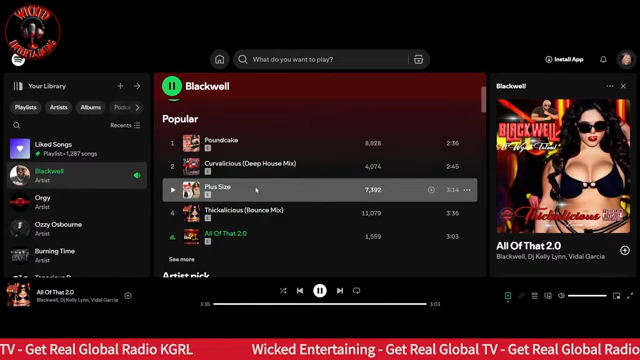 WICKED
ENTERTAINING
What do you want to play?
Install App
Your Library
Playlists
Artists
Albums
Podca
Recents
Liked Songs
Playlist • 1,287 songs
Blackwell
Artist
Orgy
Artist
Ozzy Osbourne
Artist
Burning Time
Artist
Tenacious D
Blackwell
Popular
1 Poundcake 8,828 2:36
E
2 Curvalicious (Deep House Mix) 4,074 2:45
E
Plus Size 7,392 3:14
E
4 Thickalicious (Bounce Mix) 11,079 3:36
E
All Of That 2.0 1,559 3:03
E
See more
Artist pick
Blackwell
BLACKWELL
Thickalicious
All Of That 2.0
Blackwell, Dj Kelly Lynn, Vidal Garcia
All Of That 2.0
Blackwell, Dj Kelly Lynn, Vidal Garcia
3:35
3:03
TV - Get Real Global Radio KGRL
Wicked Entertaining - Get Real Global TV - Get Real Global Radio